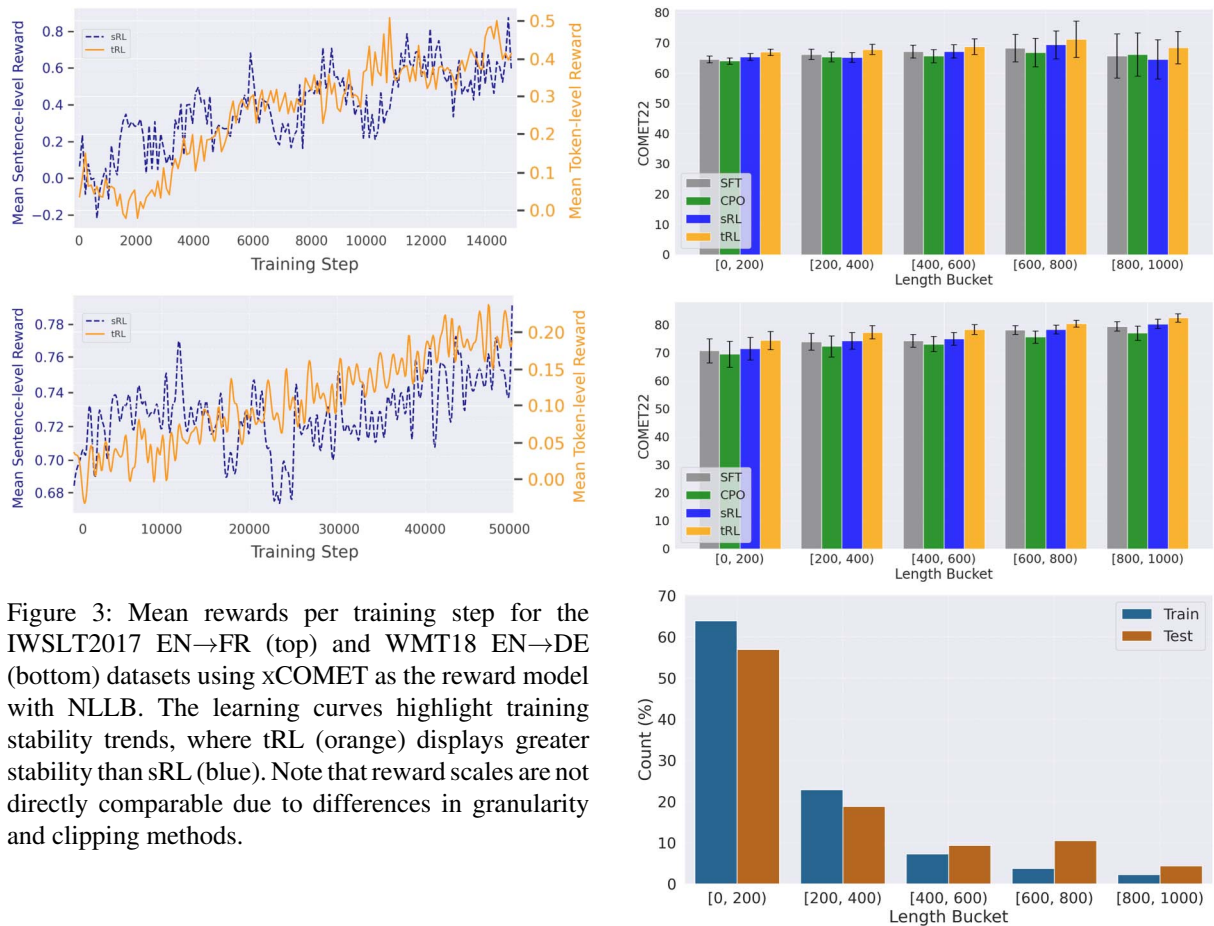 Mean Sentence-level Reward
0.8
0.6
0.4
0.2
0.0
−0.2
sRL
tRL
0.5
0.4
0.3
0.2
0.1
0.0
Mean Token-level Reward
0 2000 4000 6000 8000 10000 12000 14000
Training Step
Mean Sentence-level Reward
0.78
0.76
0.74
0.72
0.70
0.68
sRL
tRL
0.20
0.15
0.10
0.05
0.00
Mean Token-level Reward
0 10000 20000 30000 40000 50000
Training Step
Figure 3: Mean rewards per training step for the
IWSLT2017 EN→FR (top) and WMT18 EN→DE
(bottom) datasets using XCOMET as the reward model
with NLLB. The learning curves highlight training
stability trends, where tRL (orange) displays greater
stability than sRL (blue). Note that reward scales are not
directly comparable due to differences in granularity
and clipping methods.
COMET22
80
70
60
50
40
30
20
10
0
SFT
CPO
sRL
tRL
[0, 200) [200, 400) [400, 600) [600, 800) [800, 1000)
Length Bucket
COMET22
80
70
60
50
40
30
20
10
0
SFT
CPO
sRL
tRL
[0, 200) [200, 400) [400, 600) [600, 800) [800, 1000)
Length Bucket
Count (%)
70
60
50
40
30
20
10
0
Train
Test
[0, 200) [200, 400) [400, 600) [600, 800) [800, 1000)
Length Bucket